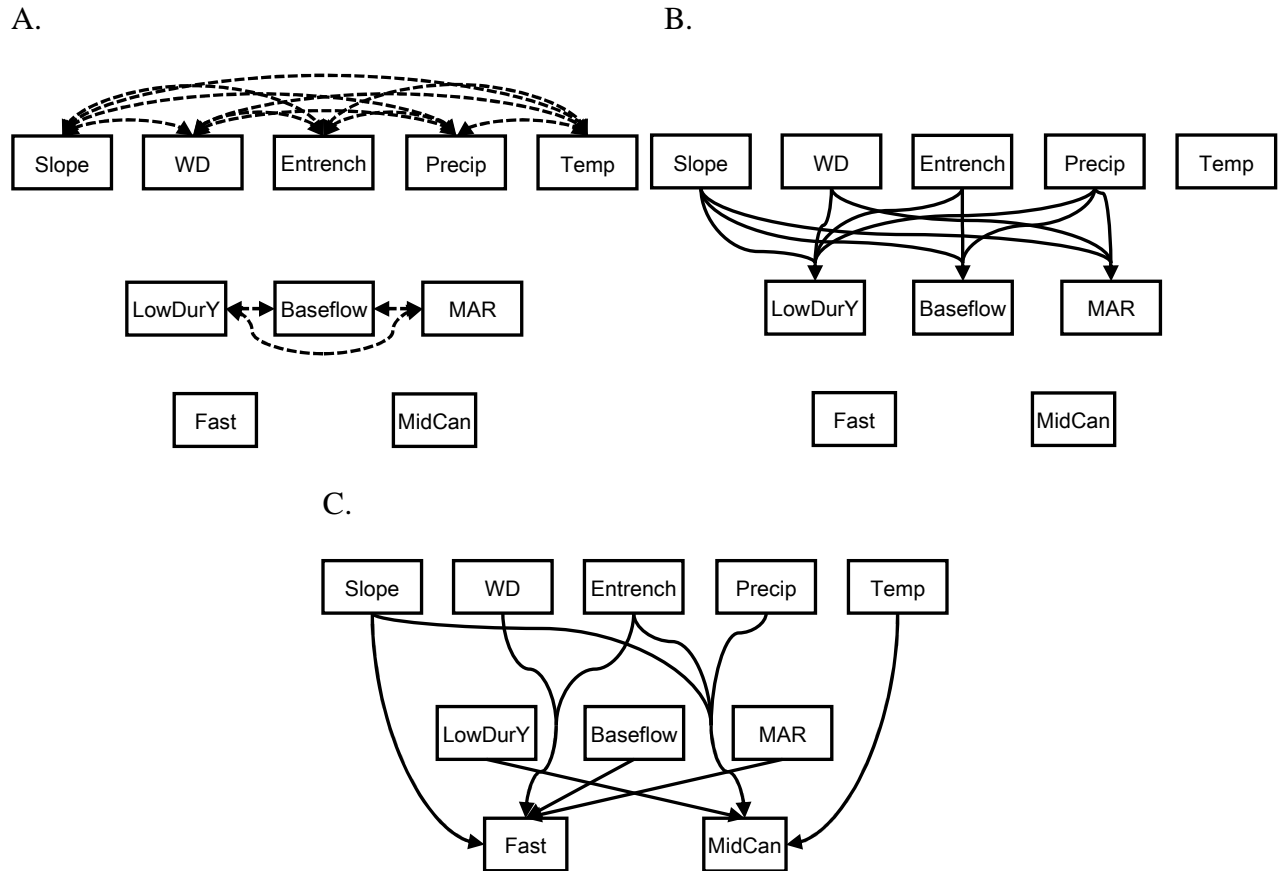 A.
Slope WD Entrench Precip Temp
LowDurY Baseflow MAR
Fast MidCan
B.
Slope WD Entrench Precip Temp
LowDurY Baseflow MAR
Fast MidCan
C.
Slope WD Entrench Precip Temp
LowDurY Baseflow MAR
Fast MidCan